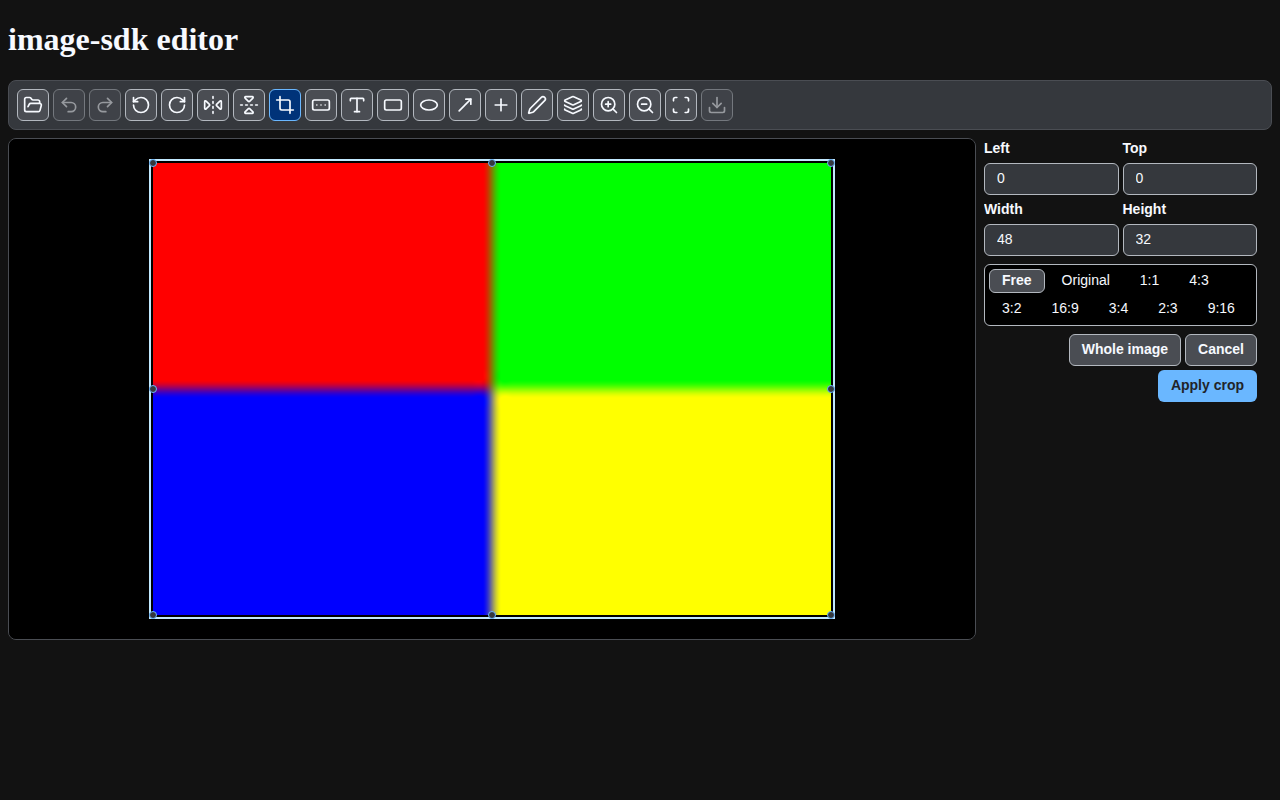 image-sdk editor
Left Top
0 0
Width Height
48 32
Free Original 1:1 4:3
3:2 16:9 3:4 2:3 9:16
Whole image Cancel
Apply crop